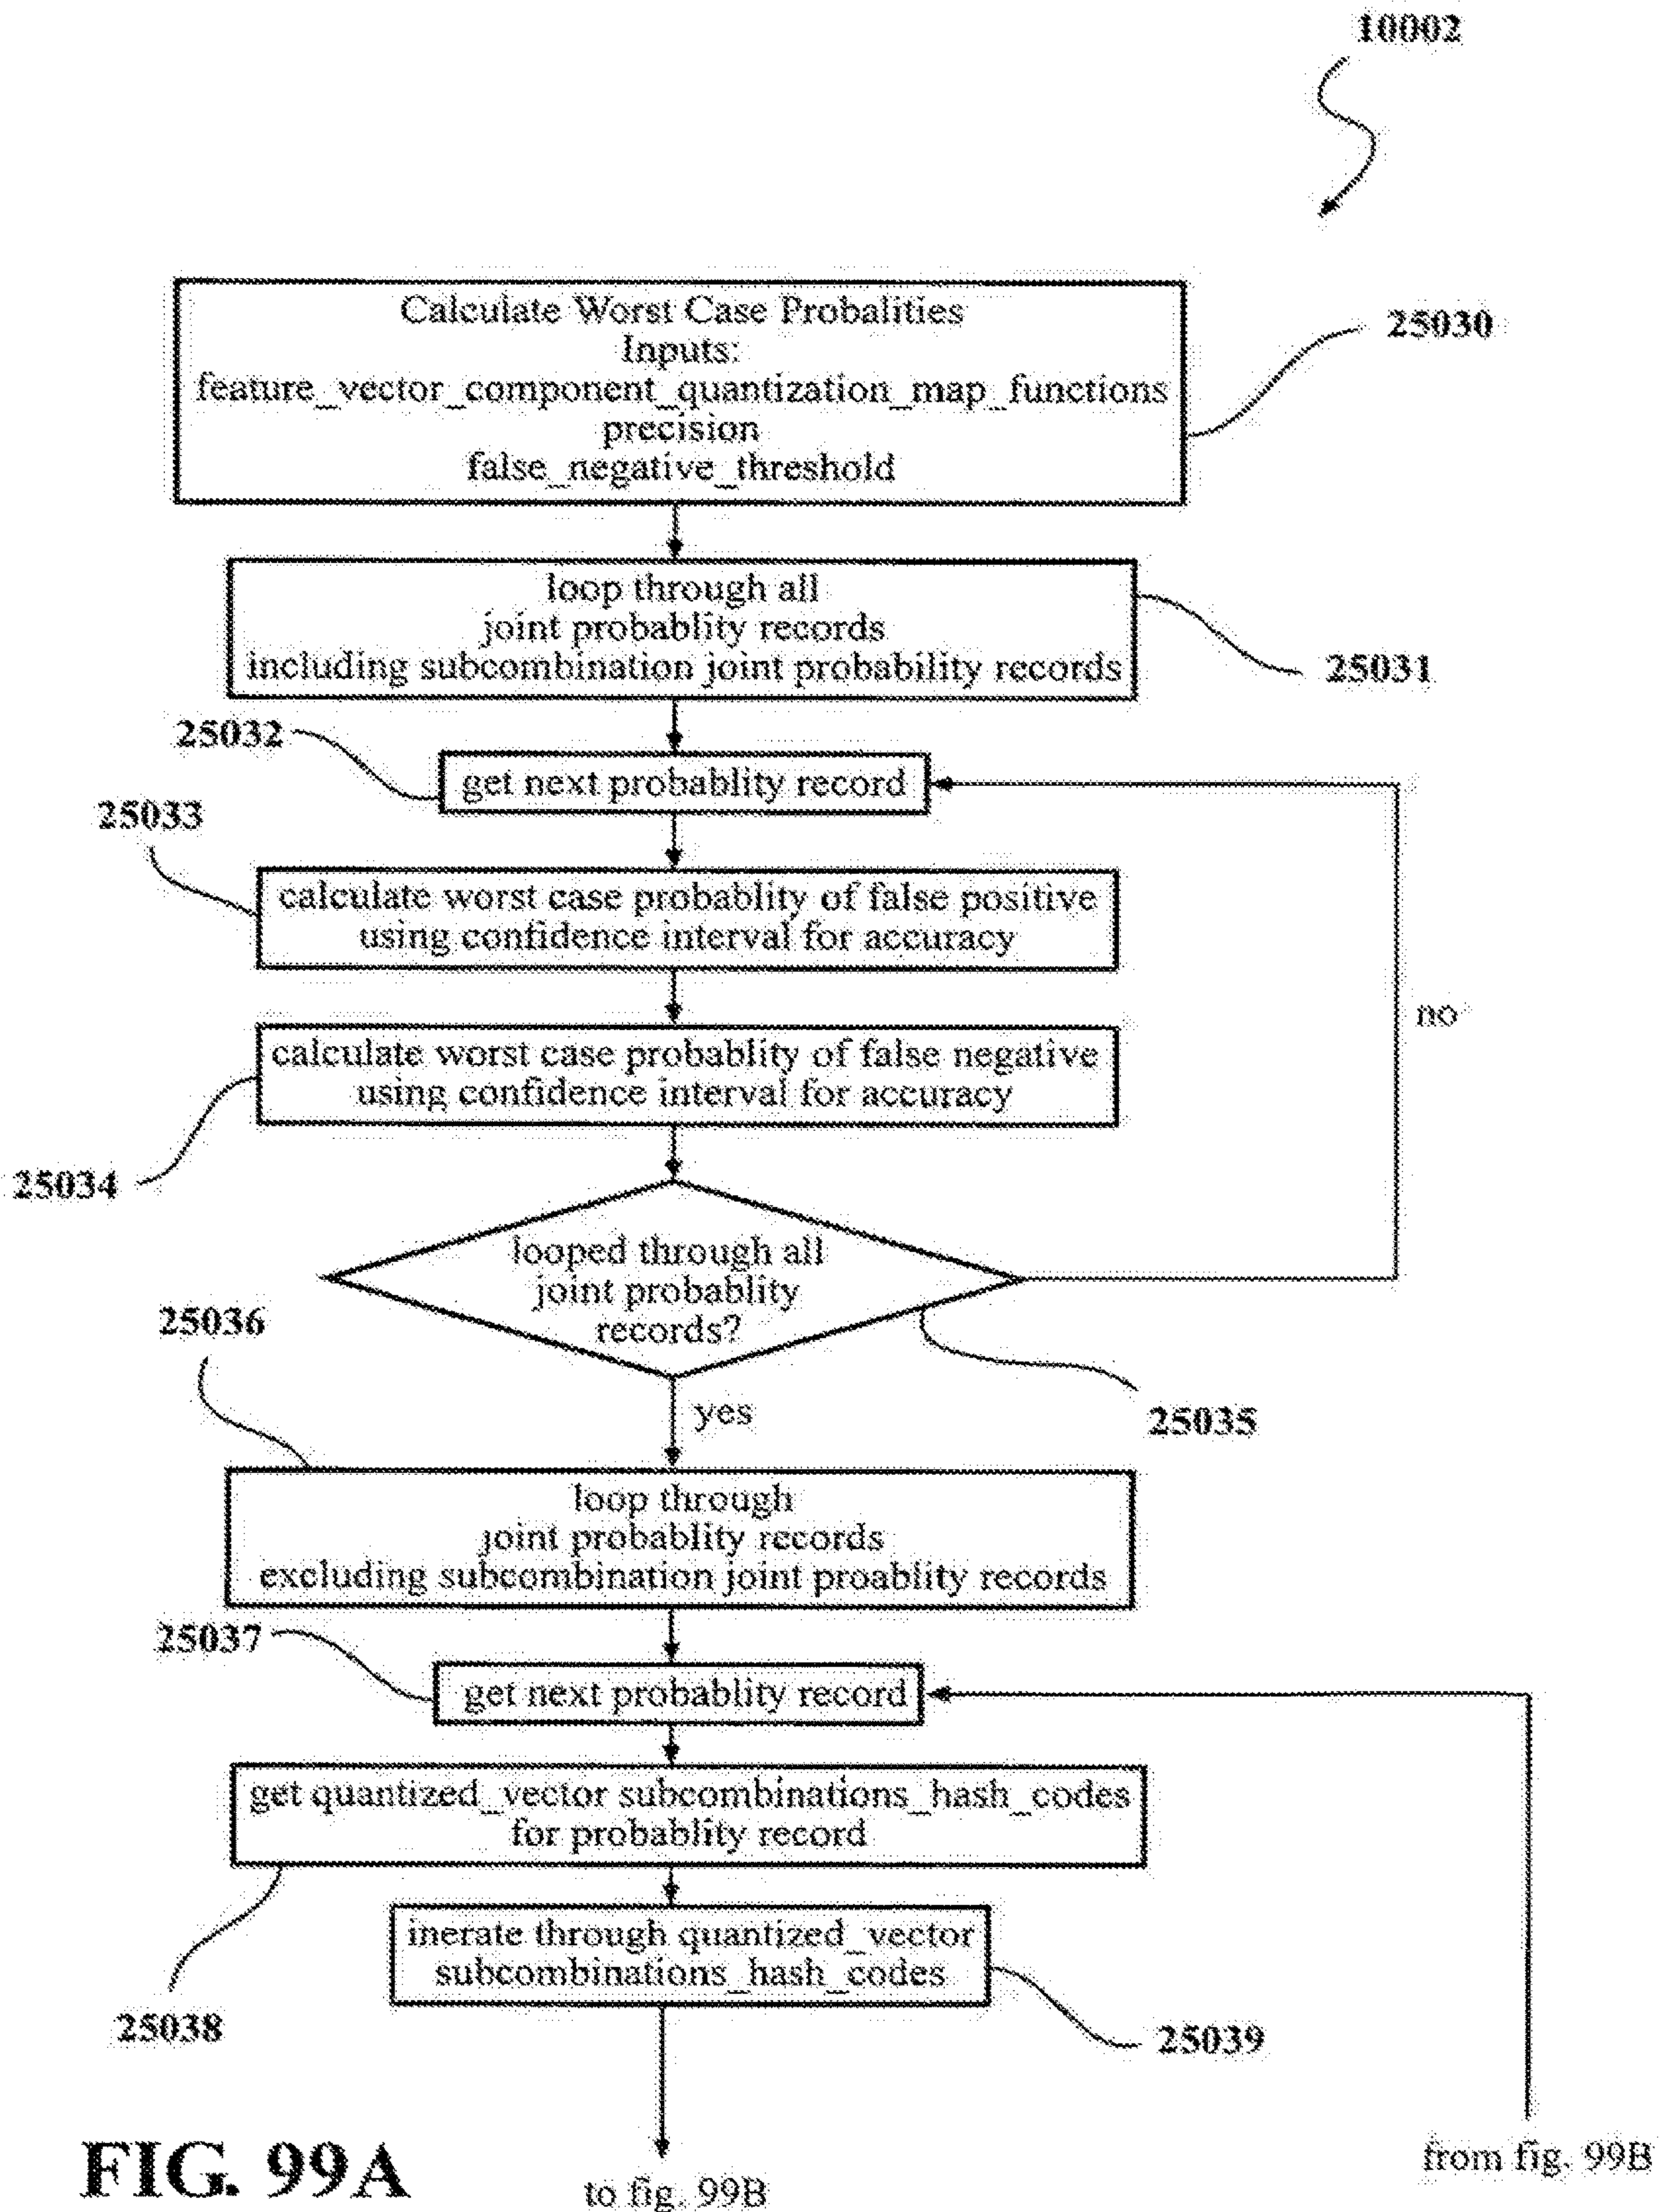 10002
Calculate Worst Case Probalities
Inputs:
feature_vector_component_quantization_map_functions
precision
false_negative_threshold
25030
loop through all
joint probablity records
including subcombination joint probability records
25031
25032
get next probablity record
25033
calculate worst case probablity of false positive
using confidence interval for accuracy
no
calculate worst case probablity of false negative
using confidence interval for accuracy
25034
looped through all
joint probablity
records?
25036
yes
25035
loop through
joint probablity records
excluding subcombination joint proablity records
25037
get next probablity record
get quantized_vector subcombinations_hash_codes
for probablity record
inerate through quantized_vector
subcombinations_hash_codes
25038
25039
FIG. 99A
to fig. 99B
from fig. 99B